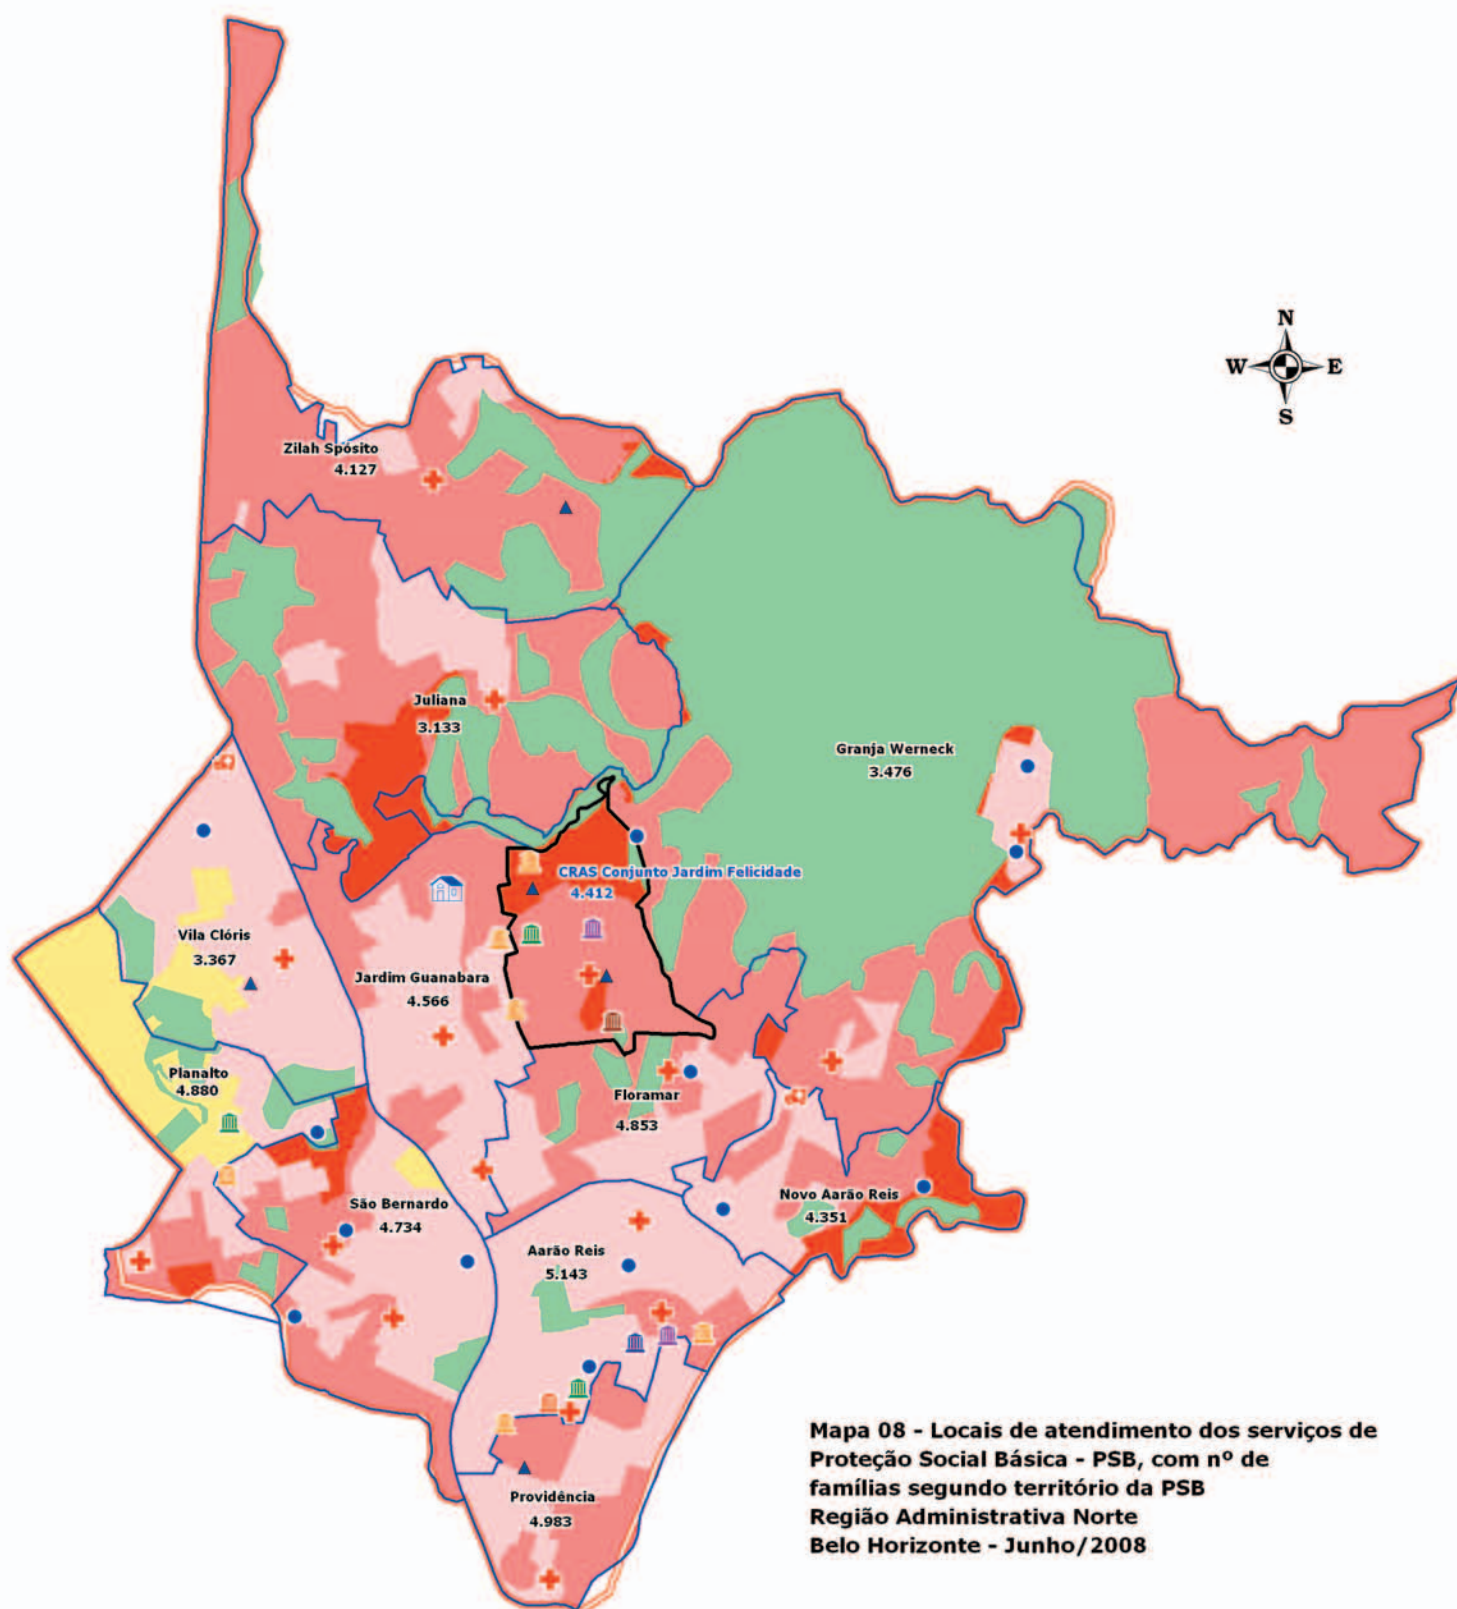 N
W E
S
Zilah Spósito
4.127
Juliana
3.133
Granja Werneck
3.476
CRAS Conjunto Jardim Felicidade
4.412
Vila Clóris
3.367
Jardim Guanabara
4.566
Planalto
4.880
Floramar
4.853
São Bernardo
4.734
Novo Aarão Reis
4.351
Aarão Reis
5.143
Providência
4.983
Mapa 08 - Locais de atendimento dos serviços de
Proteção Social Básica - PSB, com nº de
famílias segundo território da PSB
Região Administrativa Norte
Belo Horizonte - Junho/2008